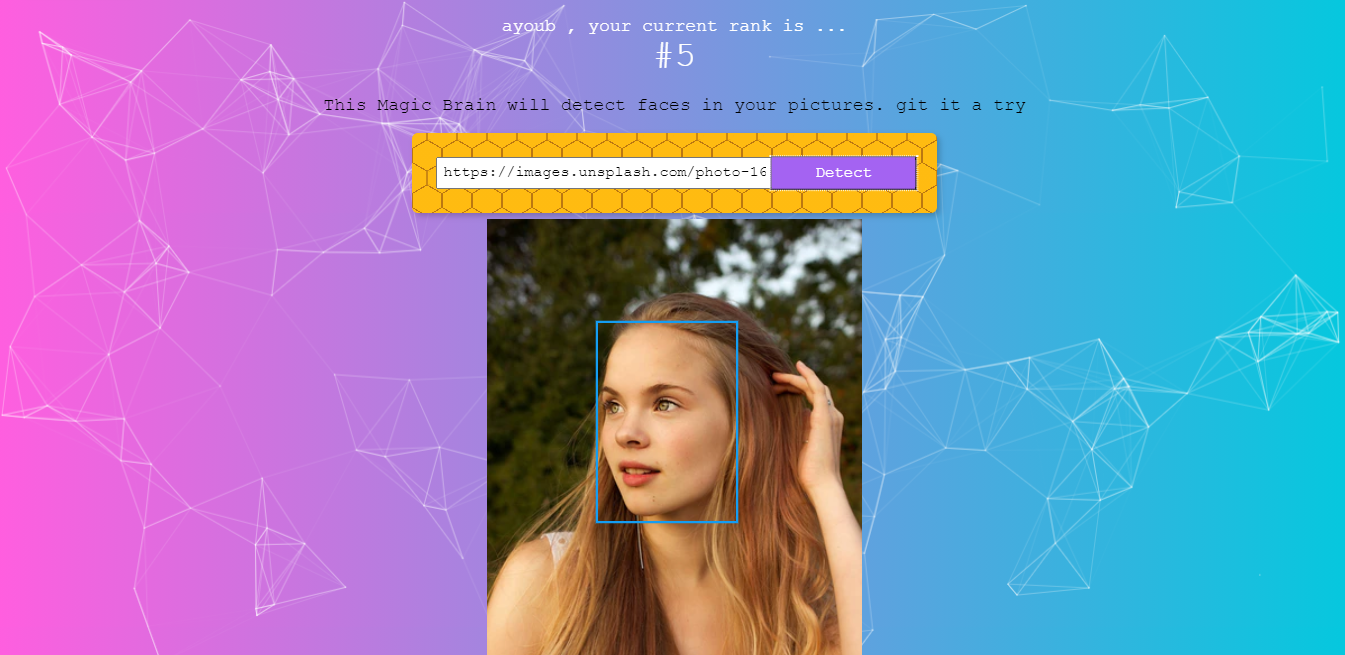 ayoub , your current rank is ...
#5
This Magic Brain will detect faces in your pictures. git it a try
https://images.unsplash.com/photo-16
Detect